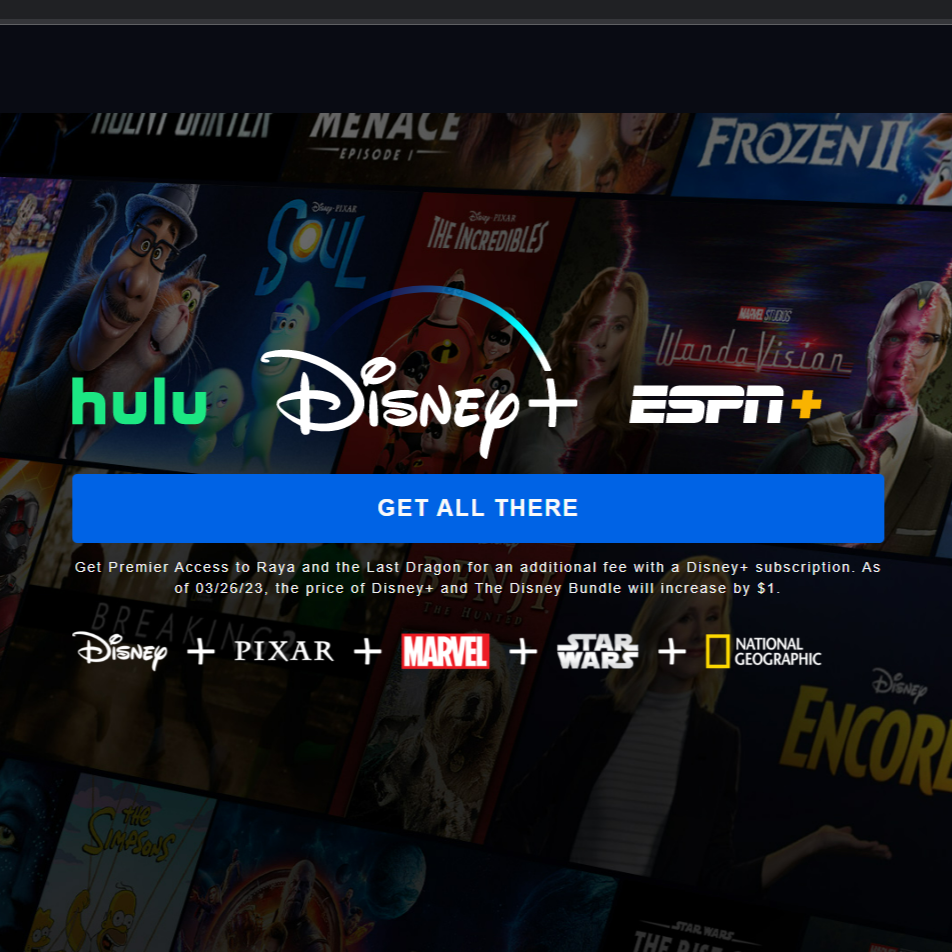 AGENT CARTER
MENACE
EPISODE I
FROZEN II
Disney·PIXAR
SOUL
Disney·PIXAR
THE INCREDIBLES
MARVEL STUDIOS
WandaVision
hulu
Disney+
ESPN+
GET ALL THERE
Get Premier Access to Raya and the Last Dragon for an additional fee with a Disney+ subscription. As
of 03/26/23, the price of Disney+ and The Disney Bundle will increase by $1.
BENJI
THE HUNTED
BREAKING
Disney + PIXAR + MARVEL + STAR WARS + NATIONAL GEOGRAPHIC
Disney
ENCORE
THE
SIMPSONS
STAR WARS
THE RISE